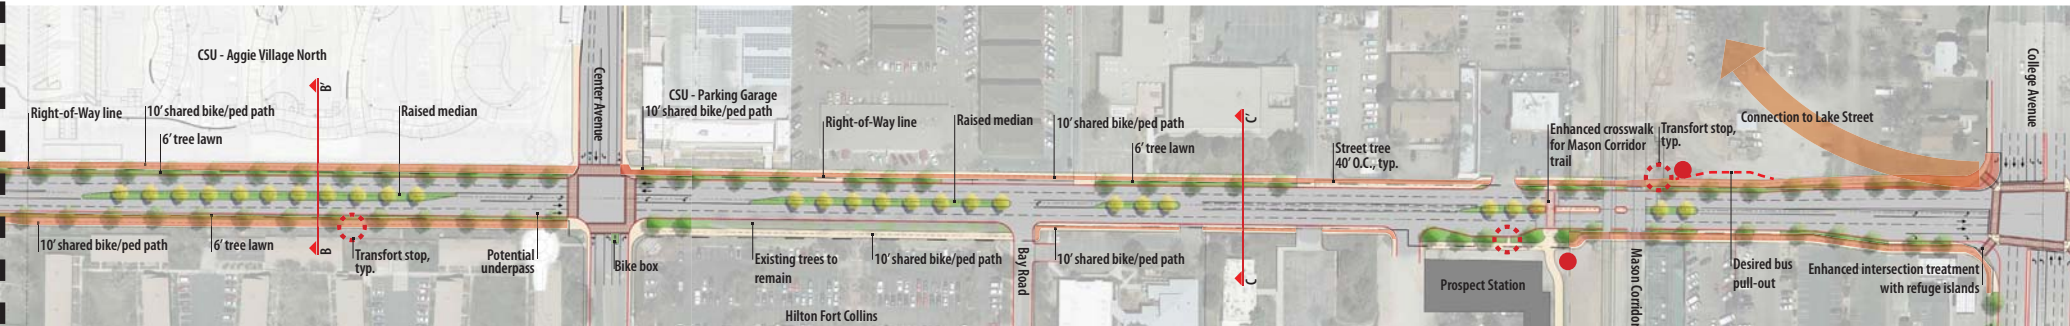 CSU - Aggie Village North
Right-of-Way line
10' shared bike/ped path
6' tree lawn
B'
Raised median
Center Avenue
CSU - Parking Garage
10' shared bike/ped path
Right-of-Way line
Raised median
10' shared bike/ped path
6' tree lawn
C'
Street tree
40' O.C., typ.
Enhanced crosswalk
for Mason Corridor
trail
Transfort stop,
typ.
Connection to Lake Street
College Avenue
10' shared bike/ped path
6' tree lawn
B
Transfort stop,
typ.
Potential
underpass
Bike box
Existing trees to
remain
10' shared bike/ped path
Hilton Fort Collins
Bay Road
10' shared bike/ped path
C
Prospect Station
Mason Corridor
Desired bus
pull-out
Enhanced intersection treatment
with refuge islands